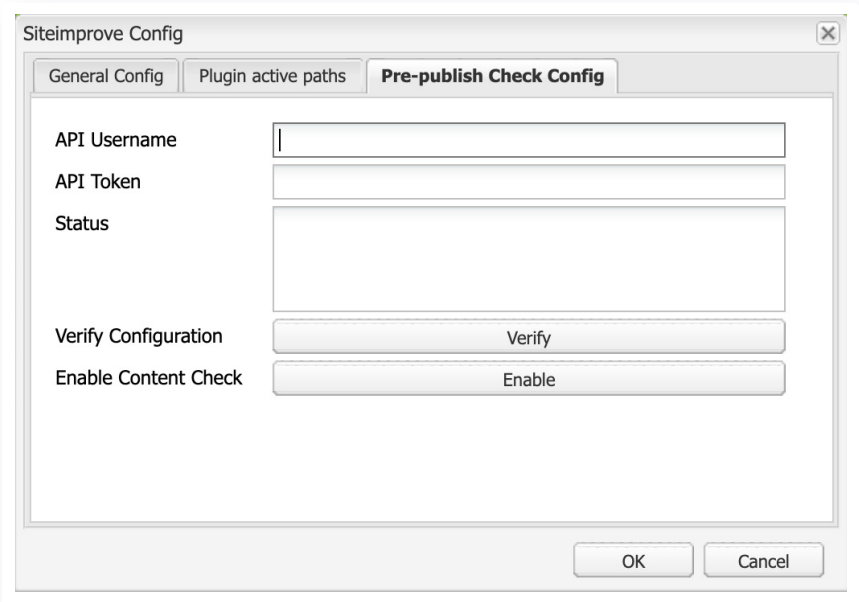 Siteimprove Config
General Config Plugin active paths Pre-publish Check Config
API Username
API Token
Status
Verify Configuration Verify
Enable Content Check Enable
OK Cancel